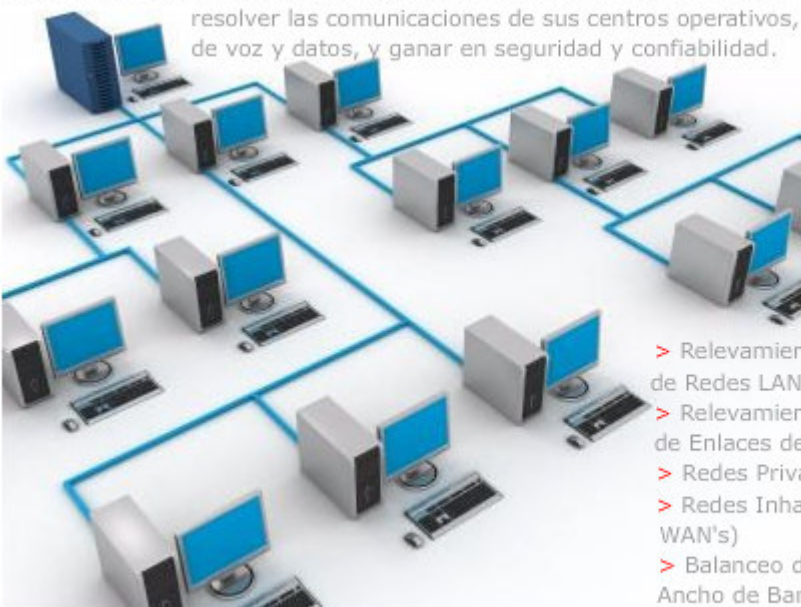 resolver las comunicaciones de sus centros operativos,
de voz y datos, y ganar en seguridad y confiabilidad.
> Relevamien
de Redes LAN
> Relevamien
de Enlaces de
> Redes Priva
> Redes Inha
WAN's)
> Balanceo d
Ancho de Ban